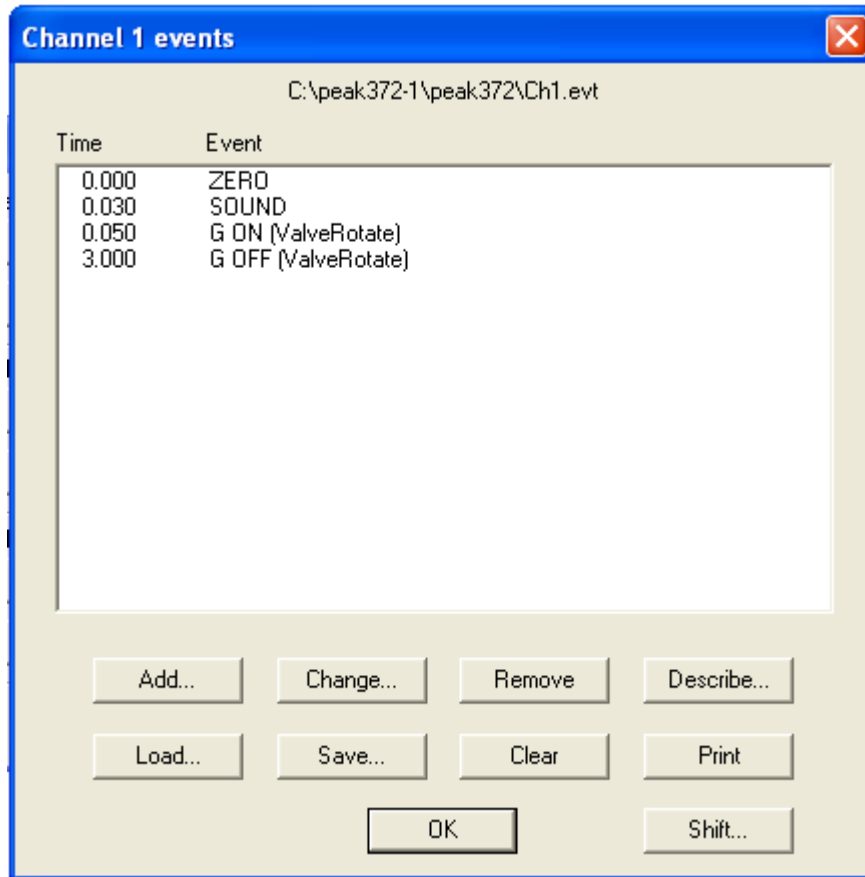 Channel 1 events
C:\peak372-1\peak372\Ch1.evt
Time Event
0.000 ZERO
0.030 SOUND
0.050 G ON (ValveRotate)
3.000 G OFF (ValveRotate)
Add... Change... Remove Describe...
Load... Save... Clear Print
OK Shift...